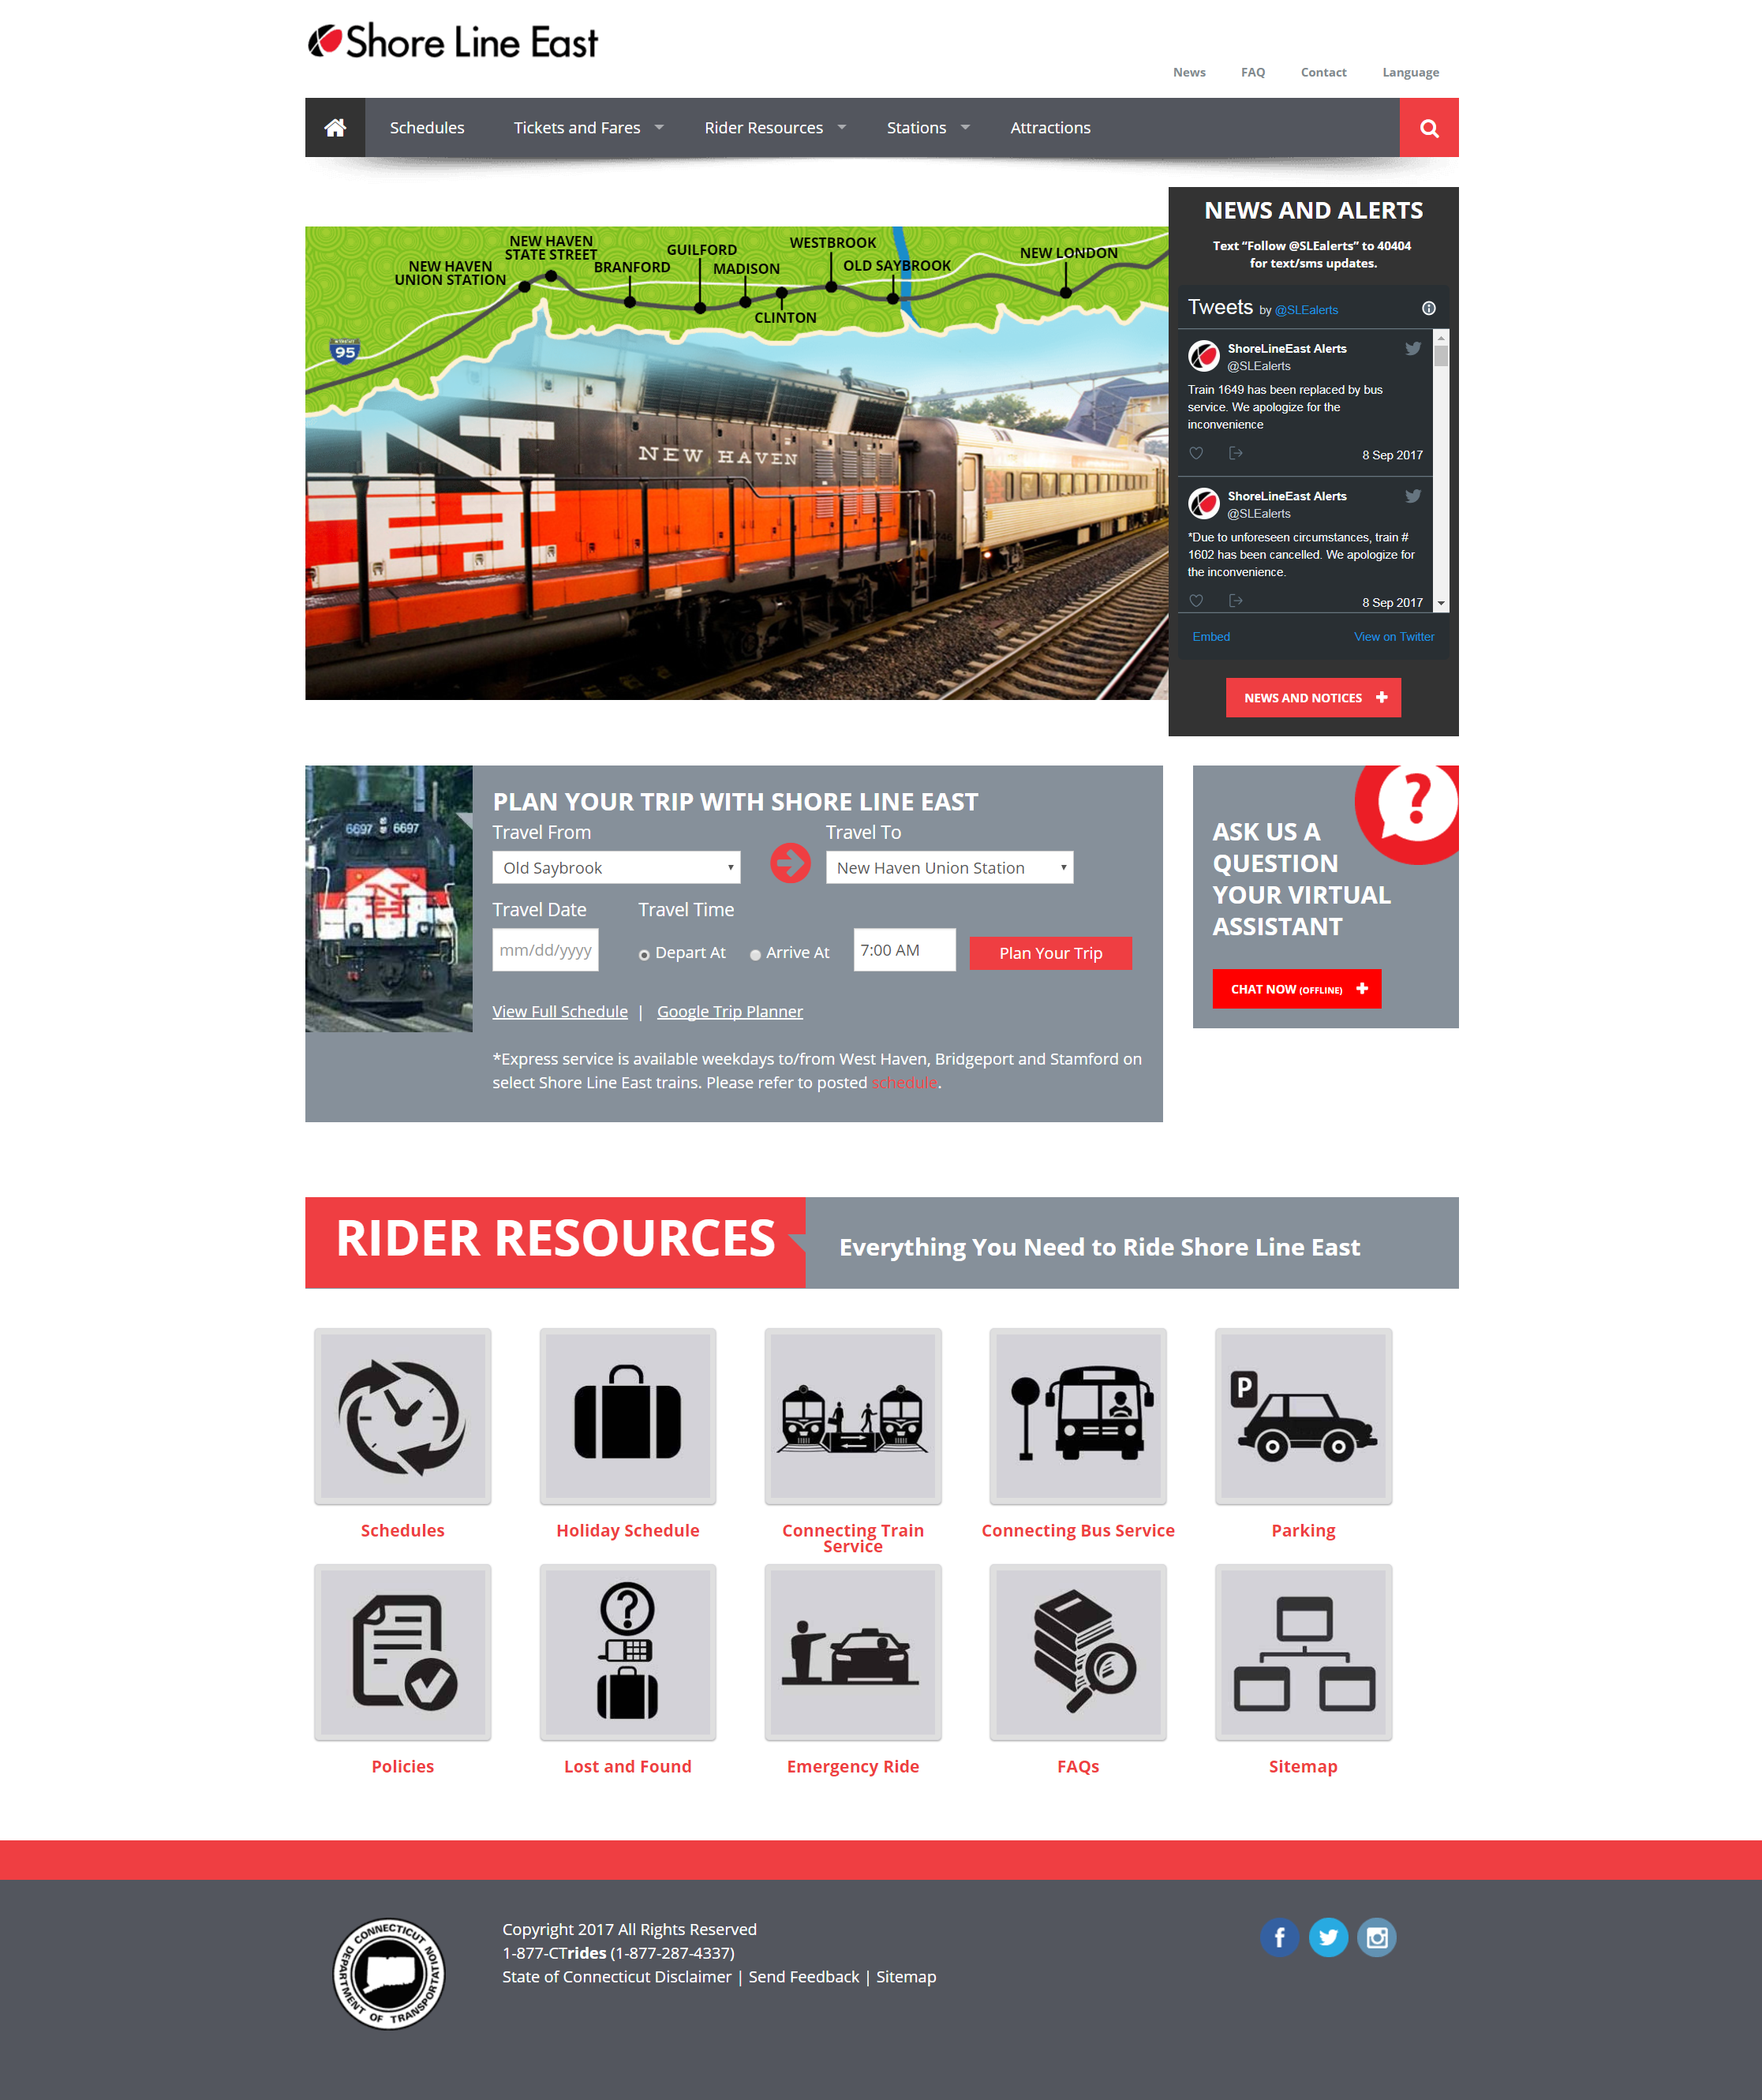 Shore Line East
News FAQ Contact Language
Schedules Tickets and Fares Rider Resources Stations Attractions
NEW HAVEN
UNION STATION
NEW HAVEN
STATE STREET
BRANFORD
GUILFORD
MADISON
CLINTON
WESTBROOK
OLD SAYBROOK
NEW LONDON
95
NEW HAVEN
NEWS AND ALERTS
Text “Follow @SLEalerts” to 40404
for text/sms updates.
Tweets by @SLEalerts
ShoreLineEast Alerts
@SLEalerts
Train 1649 has been replaced by bus
service. We apologize for the
inconvenience
8 Sep 2017
ShoreLineEast Alerts
@SLEalerts
*Due to unforeseen circumstances, train #
1602 has been cancelled. We apologize for
the inconvenience.
8 Sep 2017
Embed View on Twitter
NEWS AND NOTICES
6697 6697
PLAN YOUR TRIP WITH SHORE LINE EAST
Travel From Travel To
Old Saybrook New Haven Union Station
Travel Date Travel Time
mm/dd/yyyy Depart At Arrive At 7:00 AM Plan Your Trip
View Full Schedule | Google Trip Planner
*Express service is available weekdays to/from West Haven, Bridgeport and Stamford on
select Shore Line East trains. Please refer to posted schedule.
?
ASK US A
QUESTION
YOUR VIRTUAL
ASSISTANT
CHAT NOW (OFFLINE)
RIDER RESOURCES
Everything You Need to Ride Shore Line East
P
Schedules Holiday Schedule Connecting Train Connecting Bus Service Parking
Service
?
Policies Lost and Found Emergency Ride FAQs Sitemap
CONNECTICUT
DEPARTMENT OF TRANSPORTATION
Copyright 2017 All Rights Reserved
1-877-CTrides (1-877-287-4337)
State of Connecticut Disclaimer | Send Feedback | Sitemap